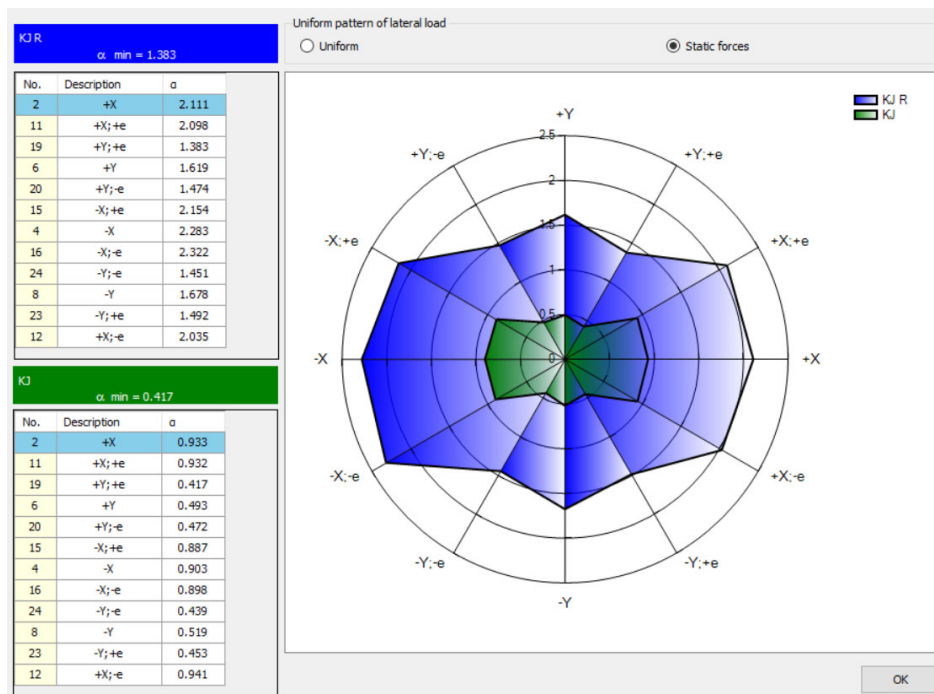 Uniform pattern of lateral load
Uniform
Static forces
KJ R
α min = 1.383
No. Description α
2 +X 2.111
11 +X;+e 2.098
19 +Y;+e 1.383
6 +Y 1.619
20 +Y;-e 1.474
15 -X;+e 2.154
4 -X 2.283
16 -X;-e 2.322
24 -Y;-e 1.451
8 -Y 1.678
23 -Y;+e 1.492
12 +X;-e 2.035
KJ
α min = 0.417
No. Description α
2 +X 0.933
11 +X;+e 0.932
19 +Y;+e 0.417
6 +Y 0.493
20 +Y;-e 0.472
15 -X;+e 0.887
4 -X 0.903
16 -X;-e 0.898
24 -Y;-e 0.439
8 -Y 0.519
23 -Y;+e 0.453
12 +X;-e 0.941
KJ R
KJ
+Y
2.5
+Y;-e
+Y;+e
2
1.5
-X;+e
+X;+e
1
0.5
-X
0
+X
-X;-e
+X;-e
-Y;-e
-Y;+e
-Y
OK